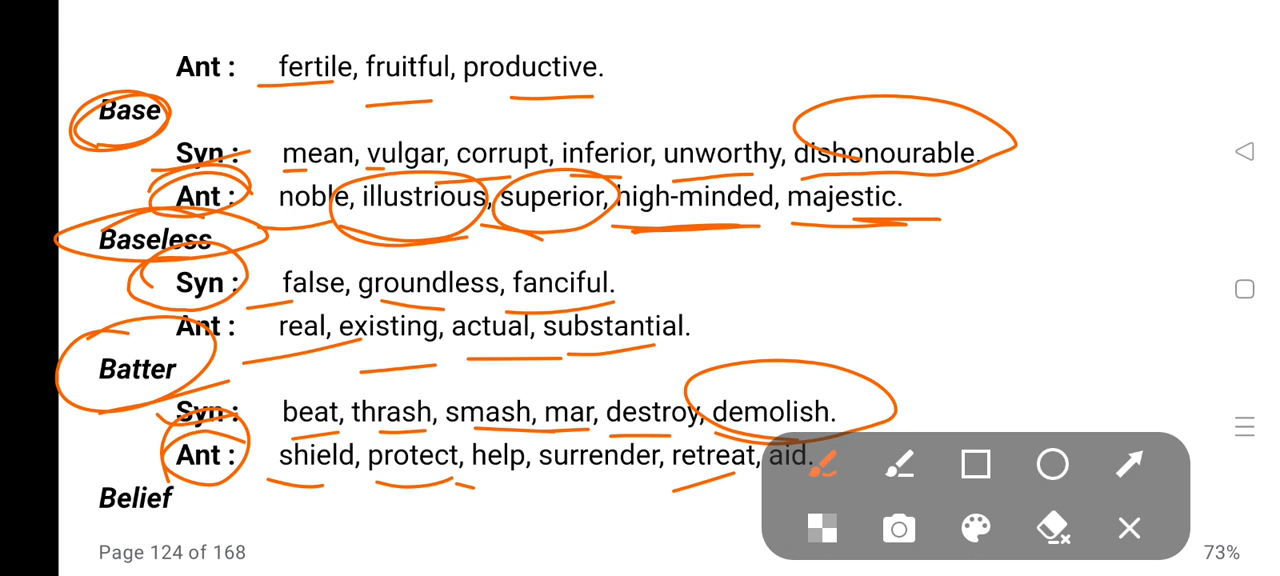 Ant : fertile, fruitful, productive.
Base
Syn : mean, vulgar, corrupt, inferior, unworthy, dishonourable.
Ant : noble, illustrious, superior, high-minded, majestic.
Baseless
Syn : false, groundless, fanciful.
Ant : real, existing, actual, substantial.
Batter
Syn : beat, thrash, smash, mar, destroy, demolish.
Ant : shield, protect, help, surrender, retreat, aid.
Belief
Page 124 of 168
73%